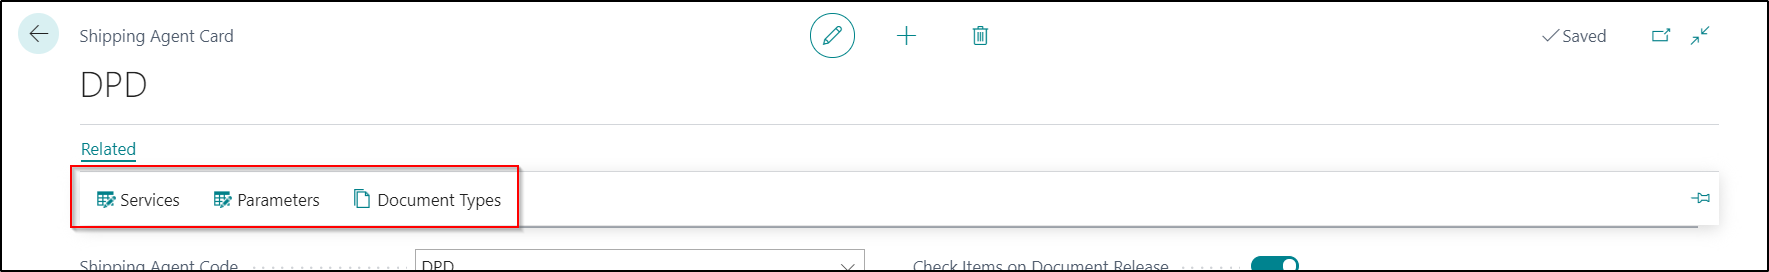 Shipping Agent Card
Saved
DPD
Related
Services Parameters Document Types
Shipping Agent Code DPD Check Items on Document Release